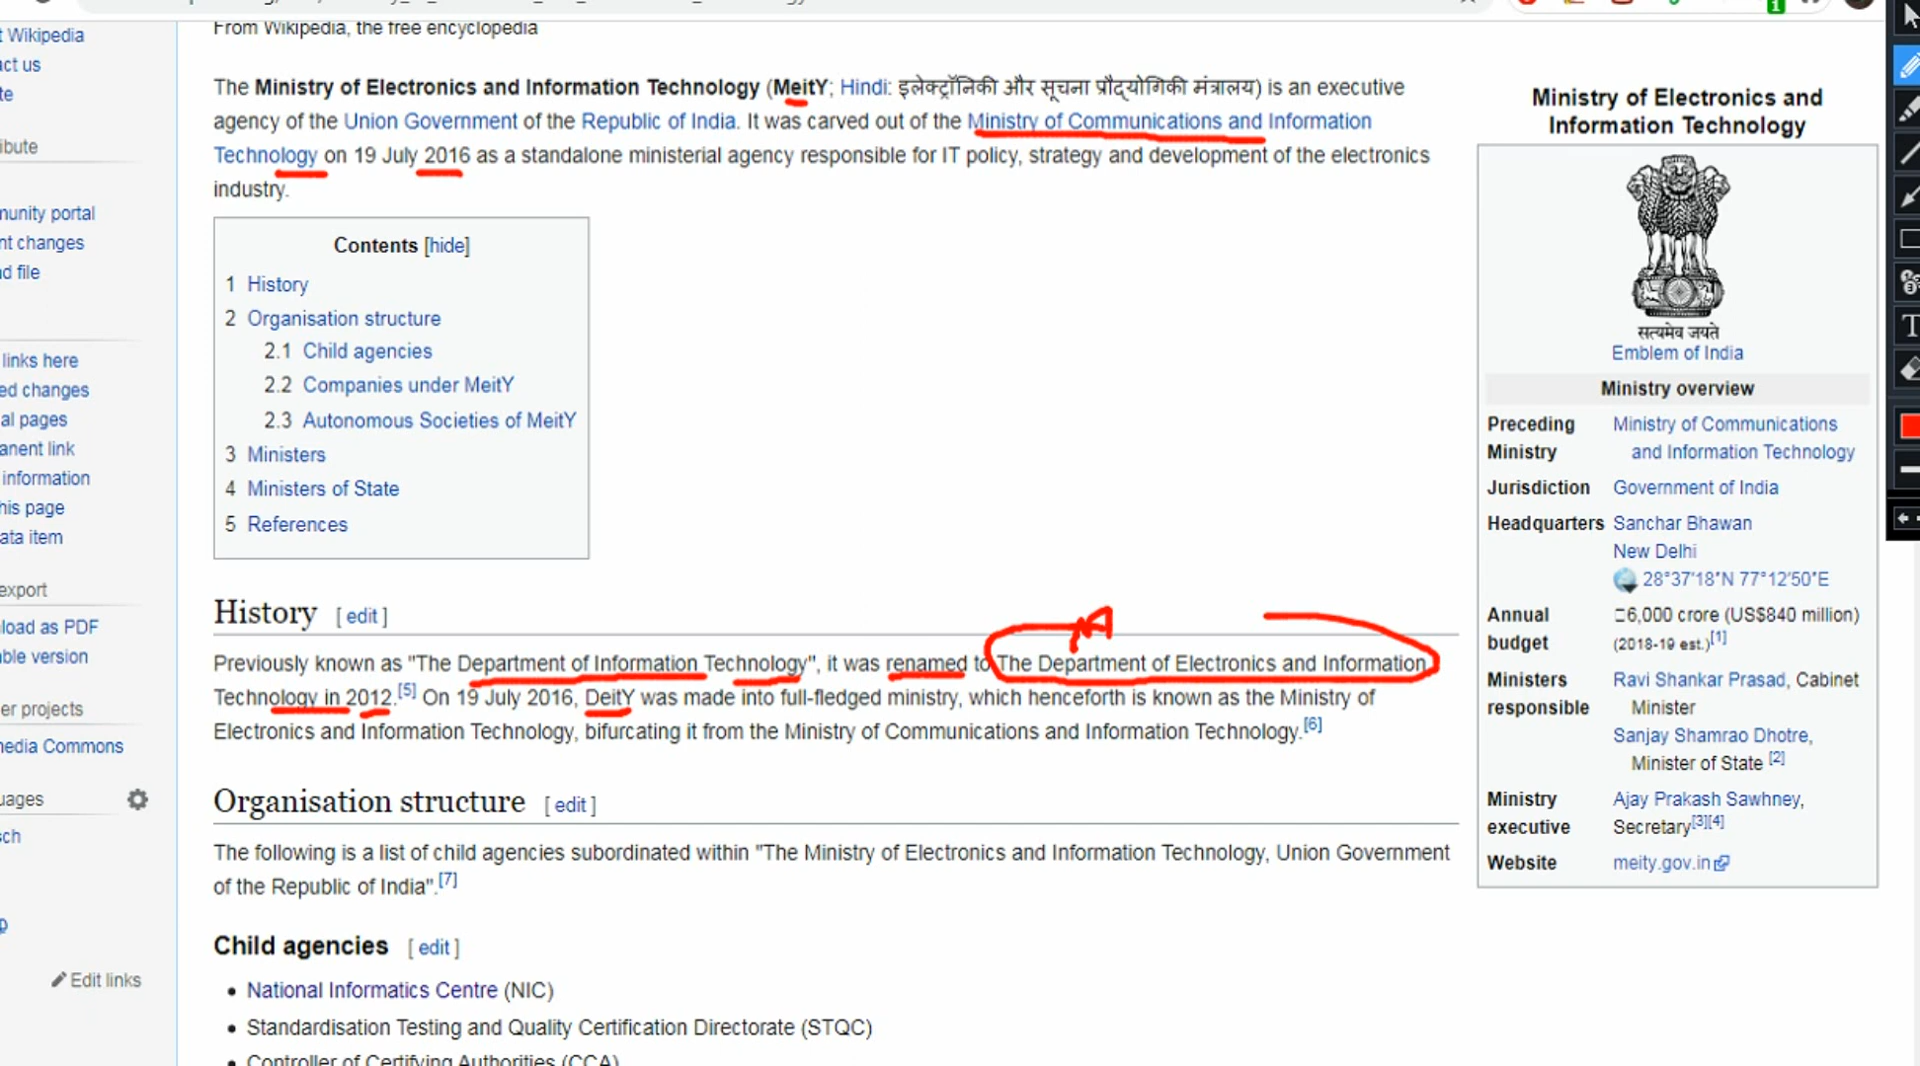 From Wikipedia, the free encyclopedia
The Ministry of Electronics and Information Technology (MeitY; Hindi: इलेक्ट्रॉनिकी और सूचना प्रौद्योगिकी मंत्रालय) is an executive
agency of the Union Government of the Republic of India. It was carved out of the Ministry of Communications and Information
Technology on 19 July 2016 as a standalone ministerial agency responsible for IT policy, strategy and development of the electronics
industry.
Contents [hide]
1 History
2 Organisation structure
2.1 Child agencies
2.2 Companies under MeitY
2.3 Autonomous Societies of MeitY
3 Ministers
4 Ministers of State
5 References
History [ edit ]
Previously known as "The Department of Information Technology", it was renamed to The Department of Electronics and Information
Technology in 2012.[5] On 19 July 2016, DeitY was made into full-fledged ministry, which henceforth is known as the Ministry of
Electronics and Information Technology, bifurcating it from the Ministry of Communications and Information Technology.[6]
Organisation structure [ edit ]
The following is a list of child agencies subordinated within "The Ministry of Electronics and Information Technology, Union Government
of the Republic of India".[7]
Child agencies [ edit ]
• National Informatics Centre (NIC)
• Standardisation Testing and Quality Certification Directorate (STQC)
• Controller of Certifying Authorities (CCA)
Ministry of Electronics and
Information Technology
सत्यमेव जयते
Emblem of India
Ministry overview
Preceding Ministry of Communications
Ministry and Information Technology
Jurisdiction Government of India
Headquarters Sanchar Bhawan
New Delhi
28°37′18″N 77°12′50″E
Annual 6,000 crore (US$840 million)
budget (2018-19 est.)[1]
Ministers Ravi Shankar Prasad, Cabinet
responsible Minister
Sanjay Shamrao Dhotre,
Minister of State [2]
Ministry Ajay Prakash Sawhney,
executive Secretary[3][4]
Website meity.gov.in
t Wikipedia
act us
te
ibute
munity portal
nt changes
d file
links here
ed changes
al pages
anent link
information
his page
ata item
export
load as PDF
ble version
er projects
nedia Commons
uages
sch
Edit links
1
T